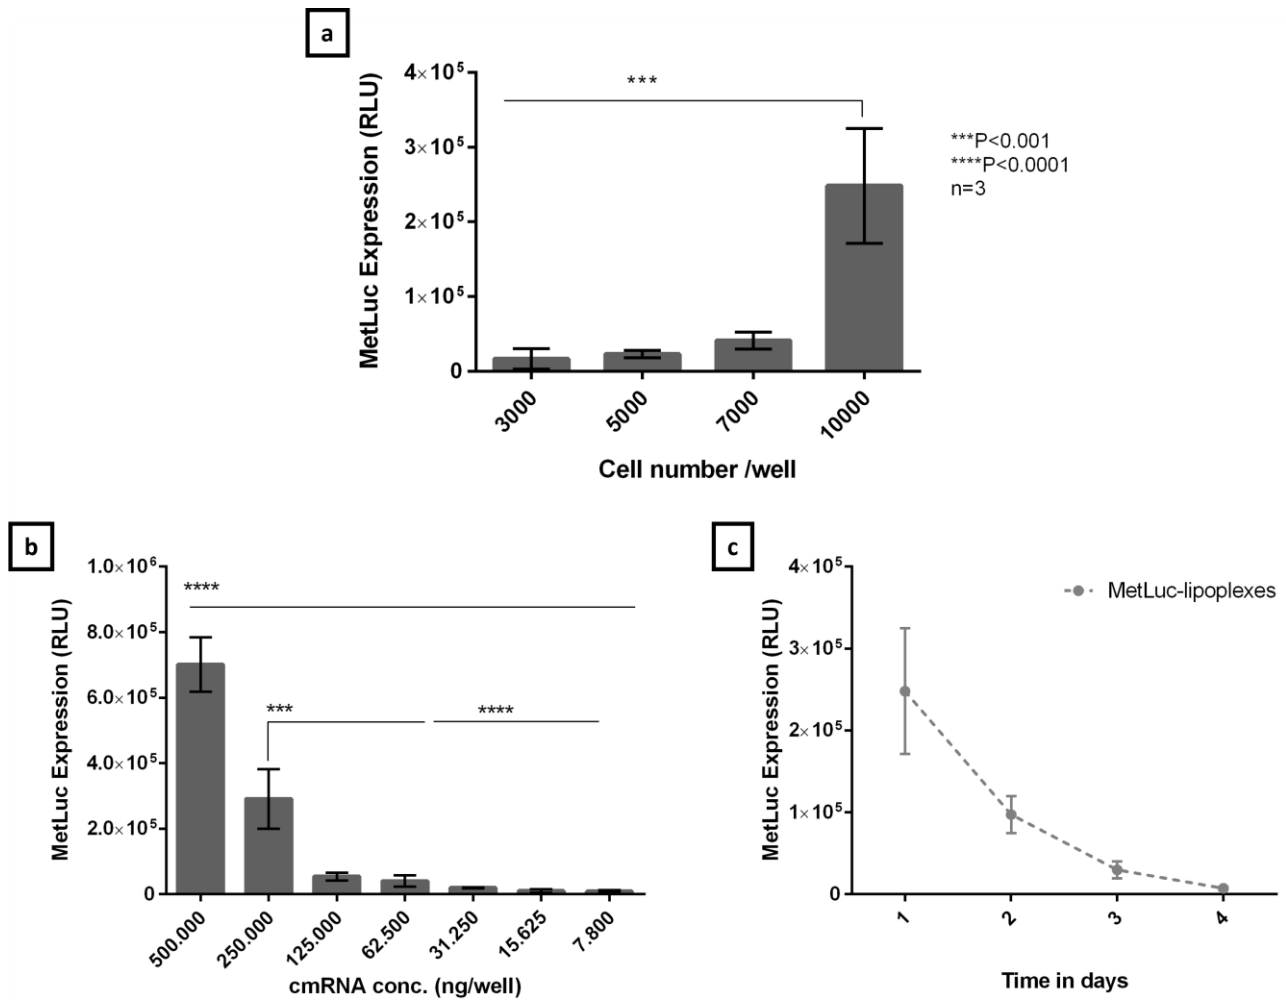 a
MetLuc Expression (RLU)
4×10⁵
3×10⁵
2×10⁵
1×10⁵
0
***
3000
5000
7000
10000
Cell number /well
***P<0.001
****P<0.0001
n=3
b
MetLuc Expression (RLU)
1.0×10⁶
8.0×10⁵
6.0×10⁵
4.0×10⁵
2.0×10⁵
0
****
***
****
500.000
250.000
125.000
62.500
31.250
15.625
7.800
cmRNA conc. (ng/well)
c
MetLuc Expression (RLU)
4×10⁵
3×10⁵
2×10⁵
1×10⁵
0
MetLuc-lipoplexes
1
2
3
4
Time in days